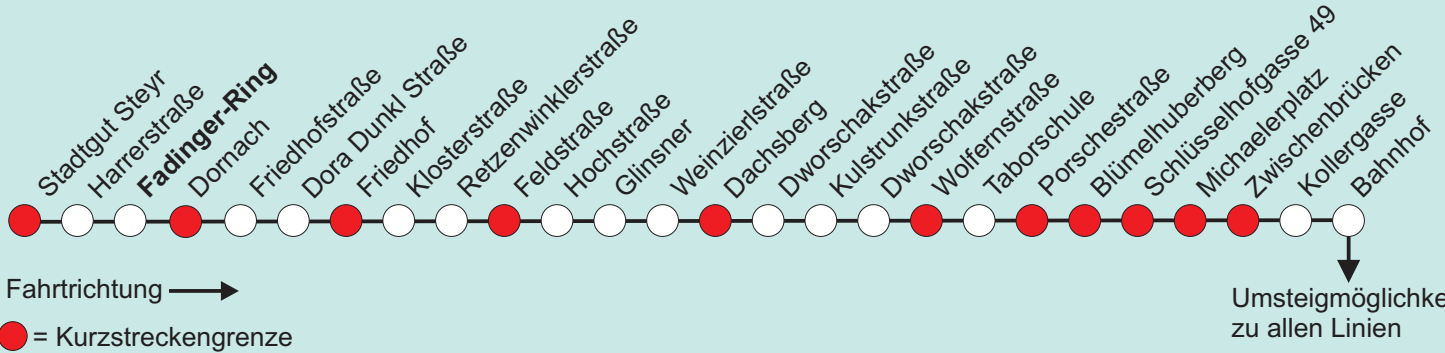 Stadtgut Steyr
Harrerstraße
Fadinger-Ring
Dornach
Friedhofstraße
Dora Dunkl Straße
Friedhof
Klosterstraße
Retzenwinklerstraße
Feldstraße
Hochstraße
Glinsner
Weinzierlstraße
Dachsberg
Dworschakstraße
Kulstrunkstraße
Dworschakstraße
Wolfernstraße
Taborschule
Porschestraße
Blümelhuberberg
Schlüsselhofgasse 49
Michaelerplatz
Zwischenbrücken
Kollergasse
Bahnhof
Fahrtrichtung
= Kurzstreckengrenze
Umsteigmöglichke
zu allen Linien